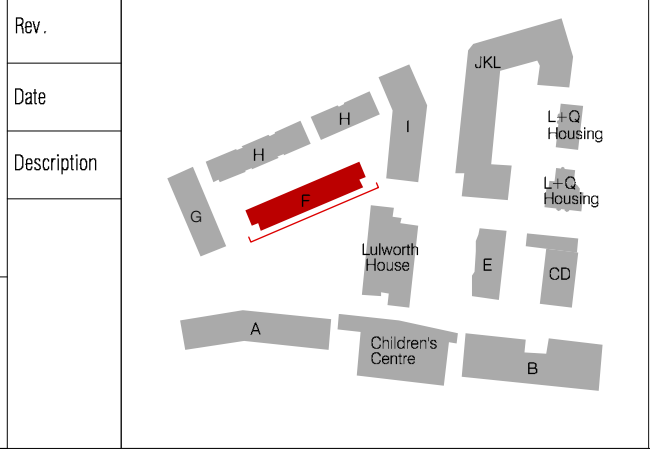 Rev.
Date
Description
JKL
L+Q
Housing
H
I
H
L+Q
Housing
F
G
Lulworth
House
E
CD
A
Children's
Centre
B